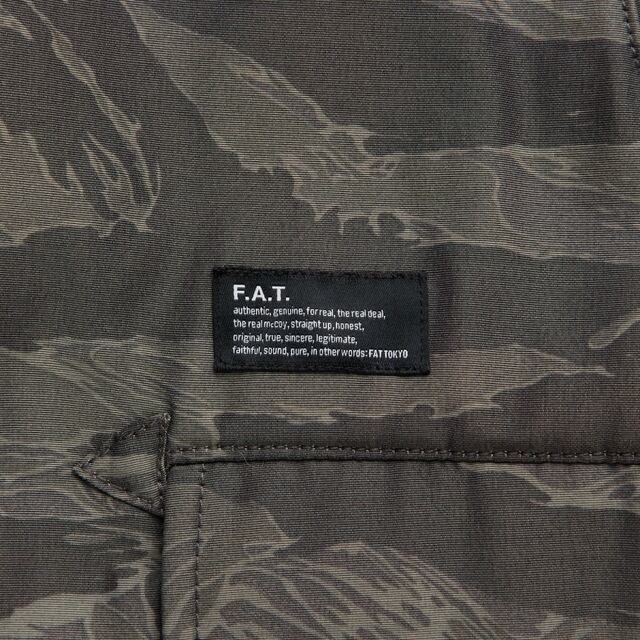 F.A.T.
authentic, genuine, for real, the real deal,
the real mccoy, straight up, honest,
original, true, sincere, legitimate,
faithful, sound, pure, in other words: FAT TOKYO